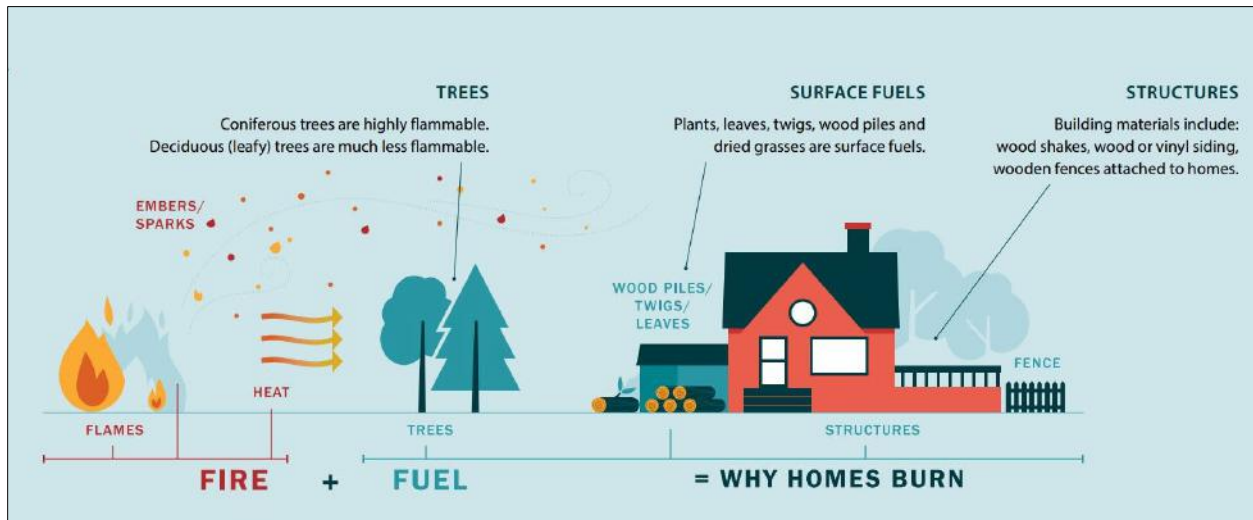 TREES
Coniferous trees are highly flammable.
Deciduous (leafy) trees are much less flammable.
SURFACE FUELS
Plants, leaves, twigs, wood piles and
dried grasses are surface fuels.
STRUCTURES
Building materials include:
wood shakes, wood or vinyl siding,
wooden fences attached to homes.
EMBERS/
SPARKS
WOOD PILES/
TWIGS/
LEAVES
HEAT
FENCE
FLAMES
TREES
STRUCTURES
FIRE + FUEL = WHY HOMES BURN